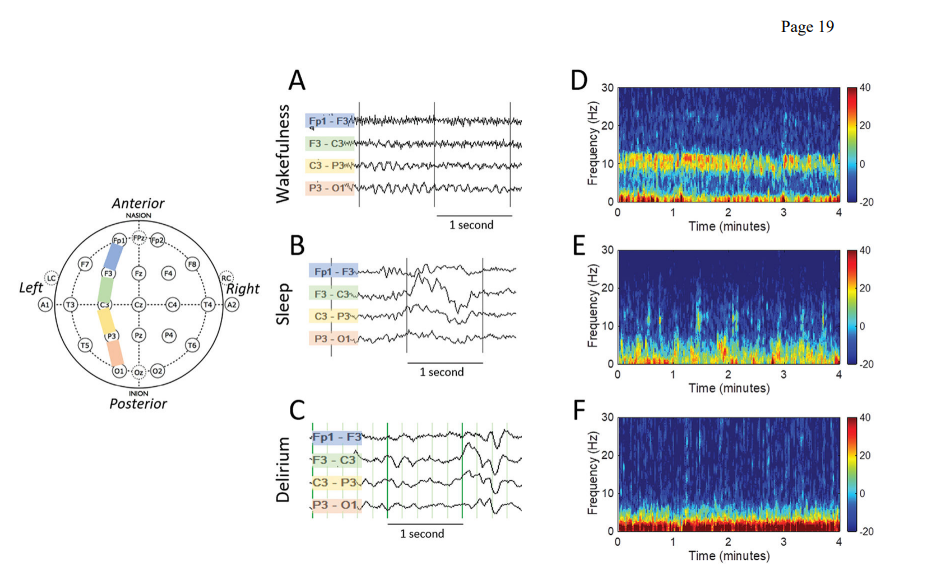 Page 19
Anterior
NASION
Fp1 FPz Fp2
F7 F3 Fz F4 F8
LC RC
Left Right
A1 T3 C3 Cz C4 T4 A2
P3 Pz P4
T5 T6
O1 Oz O2
INION
Posterior
A
Wakefulness
Fp1 - F3
F3 - C3
C3 - P3
P3 - O1
1 second
B
Sleep
Fp1 - F3
F3 - C3
C3 - P3
P3 - O1
1 second
C
Delirium
Fp1 - F3
F3 - C3
C3 - P3
P3 - O1
1 second
D
Frequency (Hz)
30
20
10
0
0 1 2 3 4
Time (minutes)
40
20
0
-20
E
Frequency (Hz)
30
20
10
0
0 1 2 3 4
Time (minutes)
40
20
0
-20
F
Frequency (Hz)
30
20
10
0
0 1 2 3 4
Time (minutes)
40
20
0
-20